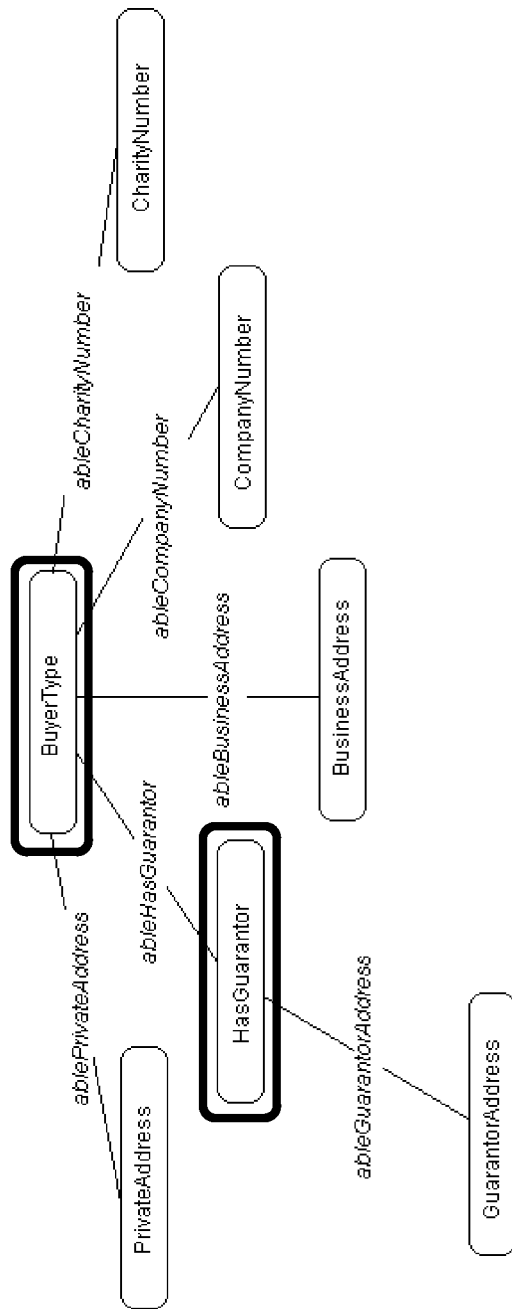 BuyerType
ablePrivateAddress
ableHasGuarantor
ableBusinessAddress
ableCompanyNumber
ableCharityNumber
PrivateAddress
HasGuarantor
BusinessAddress
CompanyNumber
CharityNumber
ableGuarantorAddress
GuarantorAddress